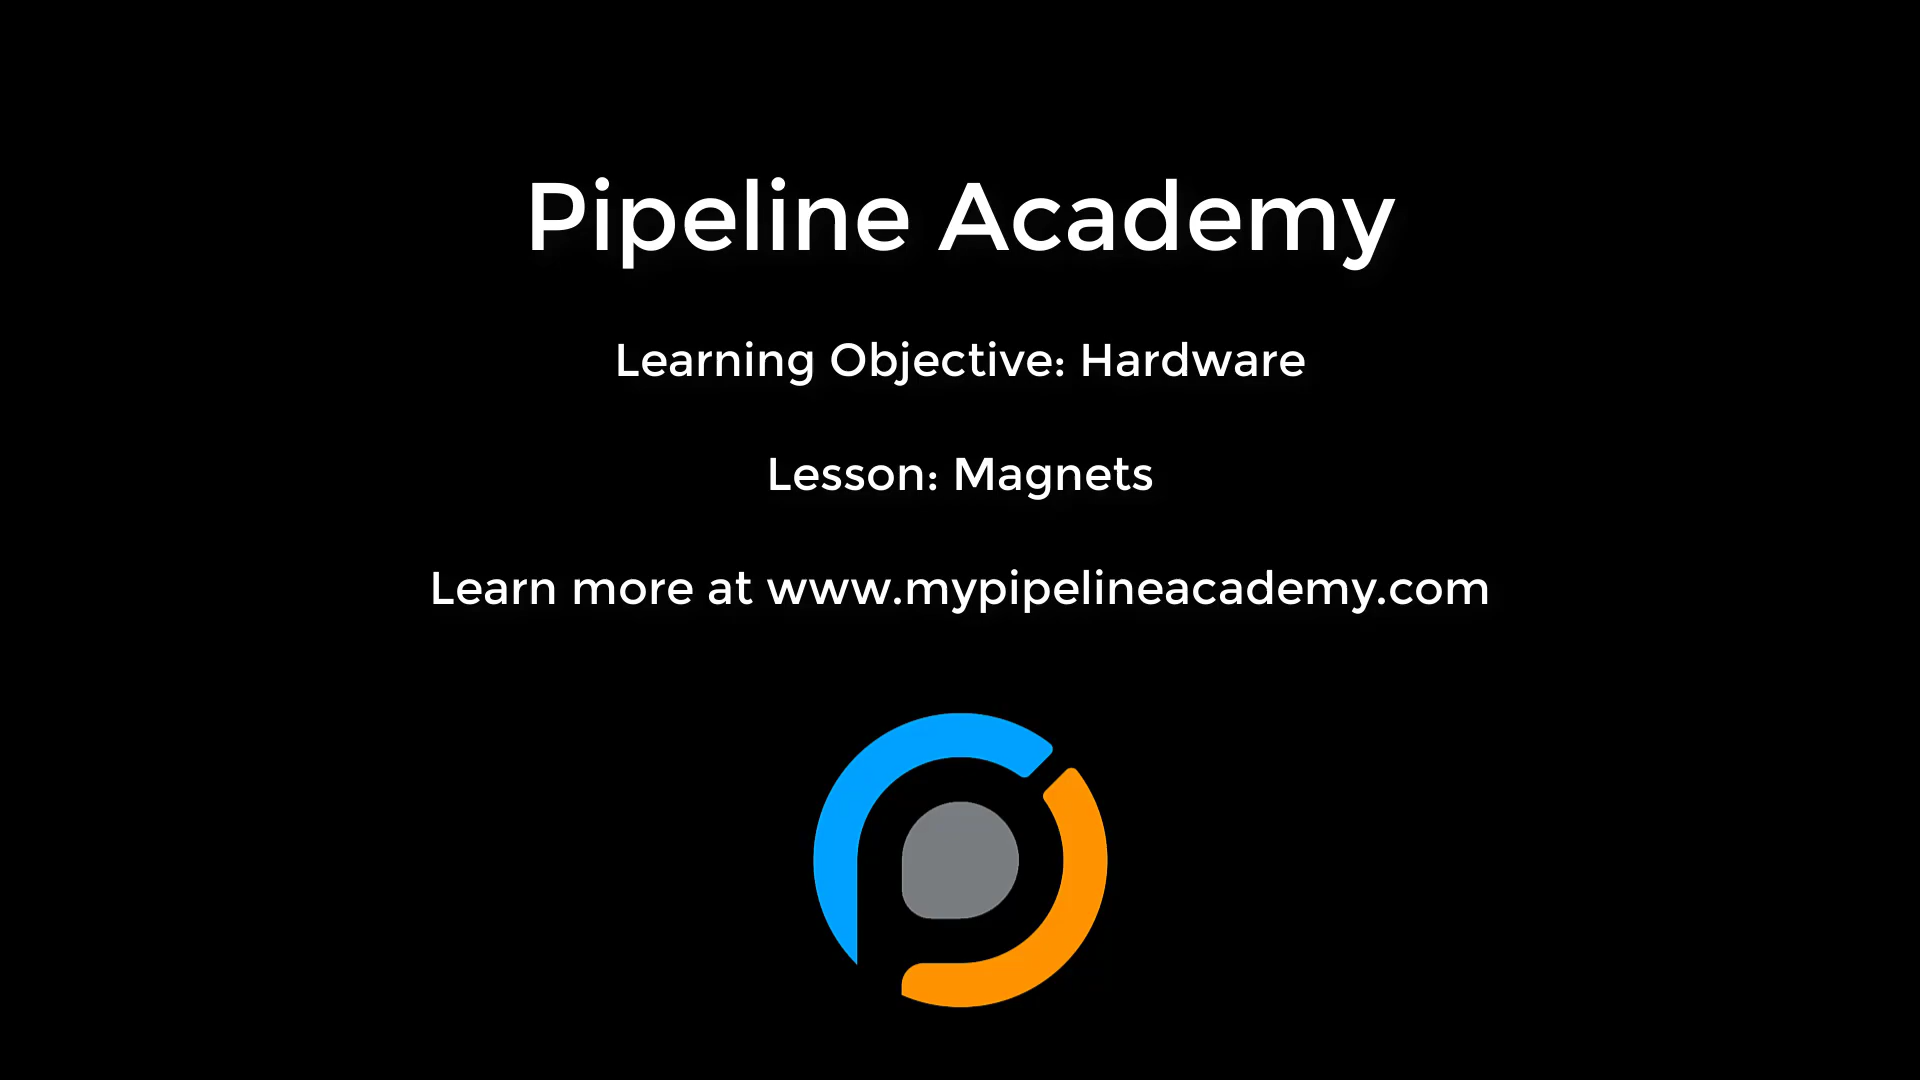 Pipeline Academy
Learning Objective: Hardware
Lesson: Magnets
Learn more at www.mypipelineacademy.com